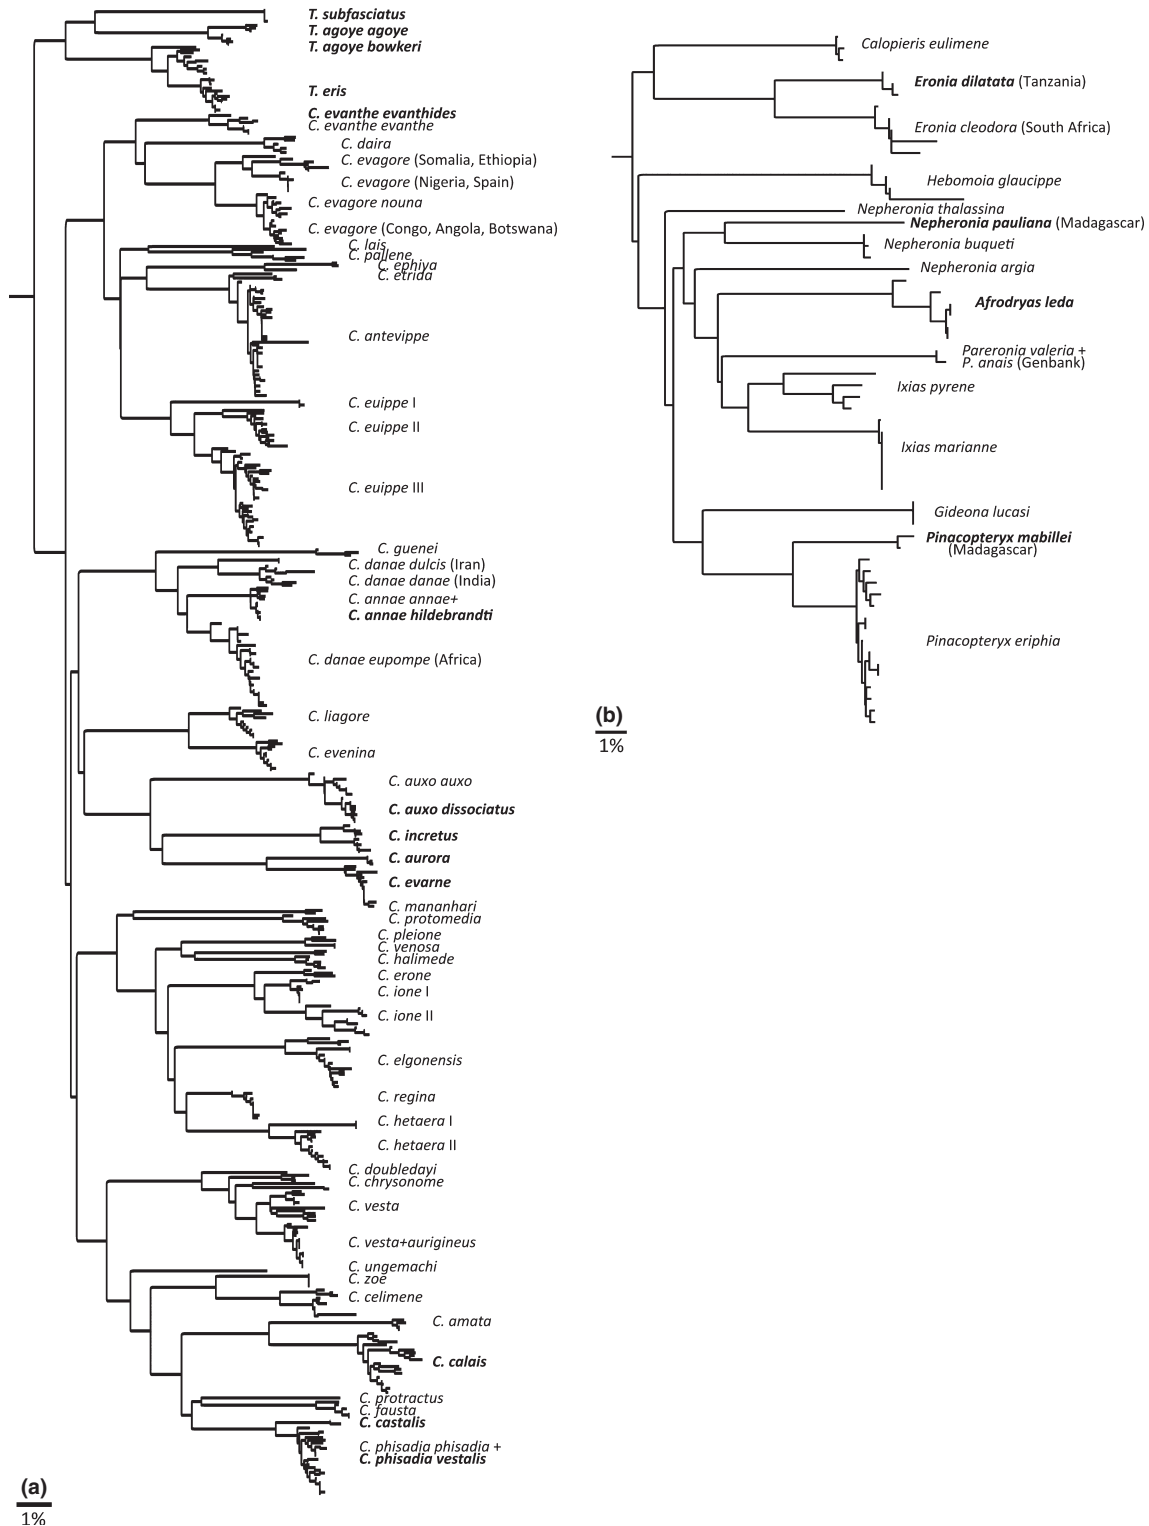 T. subfasciatus
T. agoye agoye
T. agoye bowkeri
T. eris
C. evanthe evanthides
C. evanthe evanthe
C. daira
C. evagore (Somalia, Ethiopia)
C. evagore (Nigeria, Spain)
C. evagore nouna
C. evagore (Congo, Angola, Botswana)
C. lais
C. pallene
C. ephyia
C. etrida
C. antevippe
C. euippe I
C. euippe II
C. euippe III
C. guenei
C. danae dulcis (Iran)
C. danae danae (India)
C. annae annae+
C. annae hildebrandti
C. danae eupompe (Africa)
C. liagore
C. evenina
C. auxo auxo
C. auxo dissociatus
C. incretus
C. aurora
C. evarne
C. mananhari
C. protomedia
C. pleione
C. venosa
C. halimede
C. erone
C. ione I
C. ione II
C. elgonensis
C. regina
C. hetaera I
C. hetaera II
C. doubledayi
C. chrysonome
C. vesta
C. vesta+aurigineus
C. ungemachi
C. zoe
C. celimene
C. amata
C. calais
C. protractus
C. fausta
C. castalis
C. phisadia phisadia +
C. phisadia vestalis
(a)
1%
Calopieris eulimene
Eronia dilatata (Tanzania)
Eronia cleodora (South Africa)
Hebomoia glaucippe
Nepheronia thalassina
Nepheronia pauliana (Madagascar)
Nepheronia buqueti
Nepheronia argia
Afrodryas leda
Pareronia valeria +
P. anais (Genbank)
Ixias pyrene
Ixias marianne
Gideona lucasi
Pinacopteryx mabillei
(Madagascar)
Pinacopteryx eriphia
(b)
1%